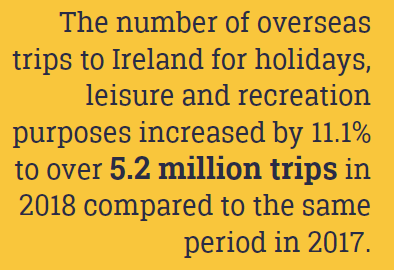 The number of overseas
trips to Ireland for holidays,
leisure and recreation
purposes increased by 11.1%
to over 5.2 million trips in
2018 compared to the same
period in 2017.